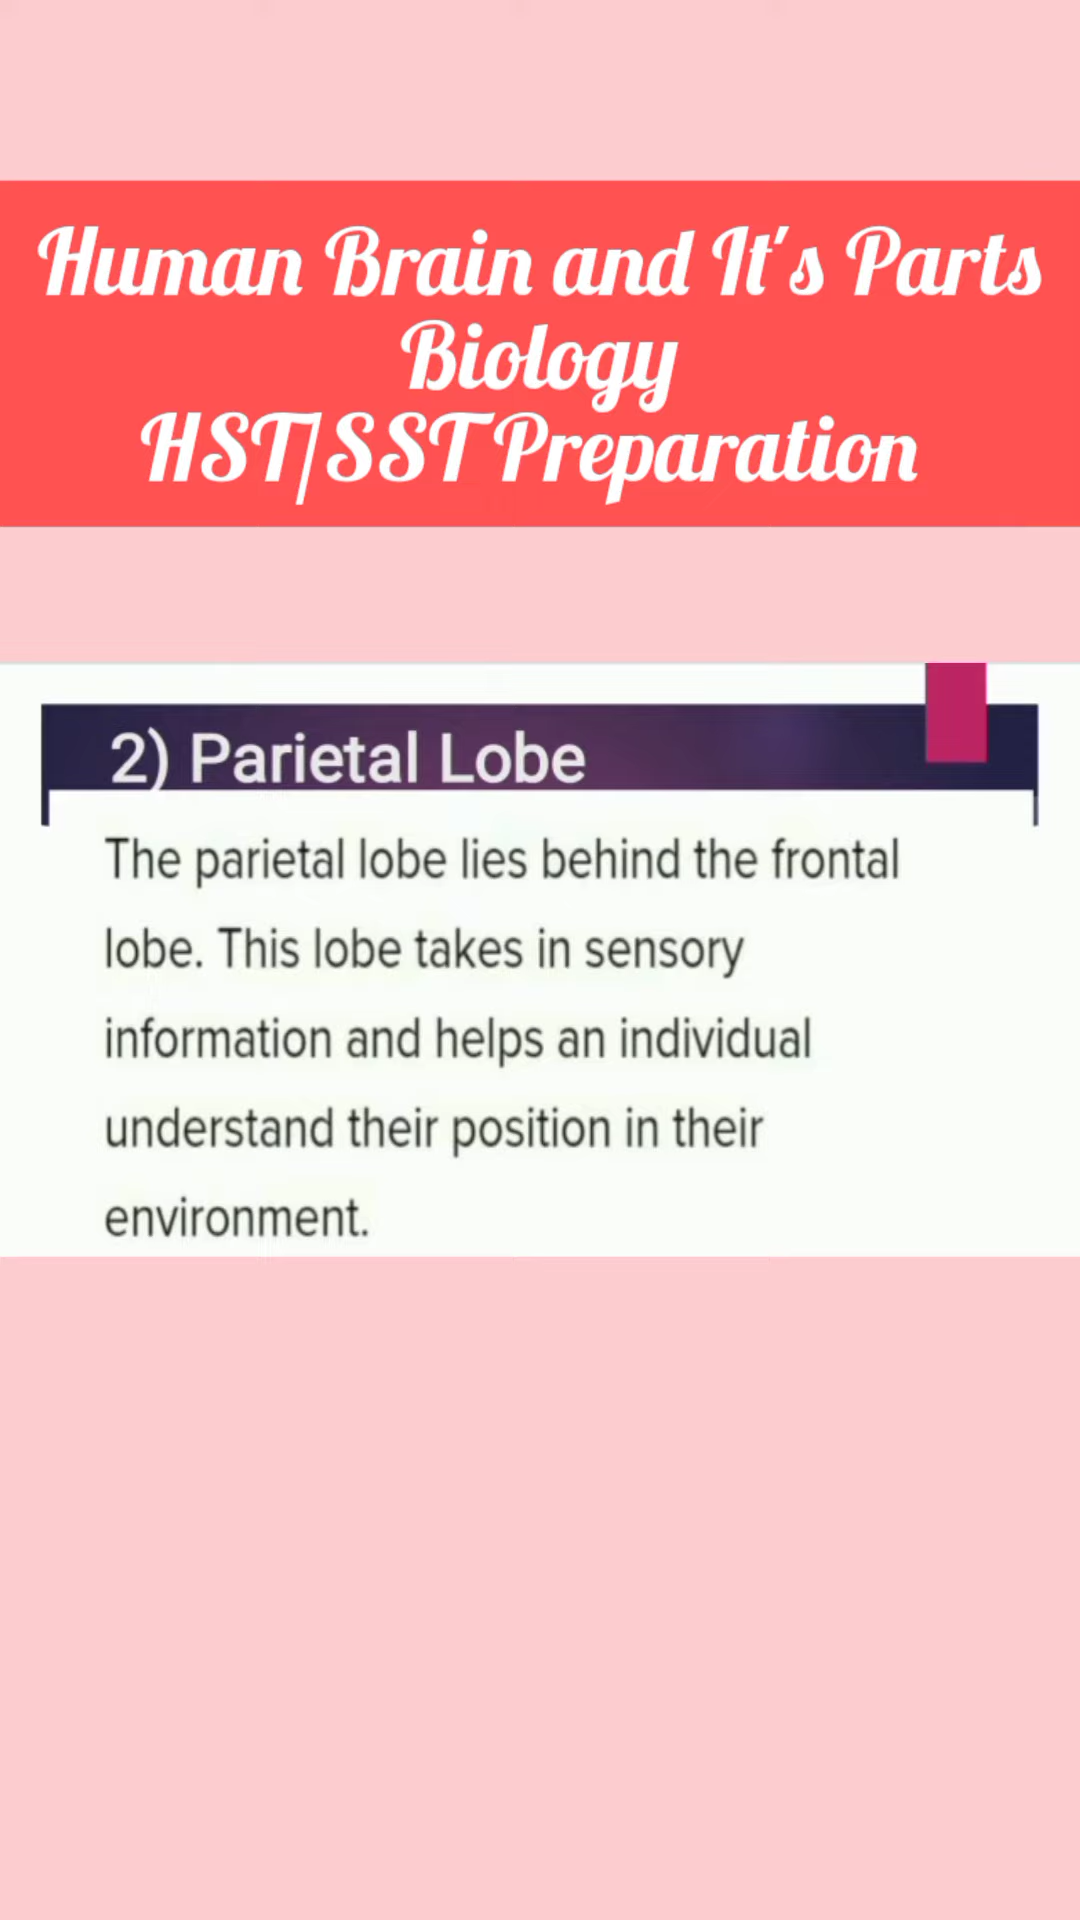 Human Brain and It's Parts
Biology
HST/SST Preparation
2) Parietal Lobe
The parietal lobe lies behind the frontal
lobe. This lobe takes in sensory
information and helps an individual
understand their position in their
environment.